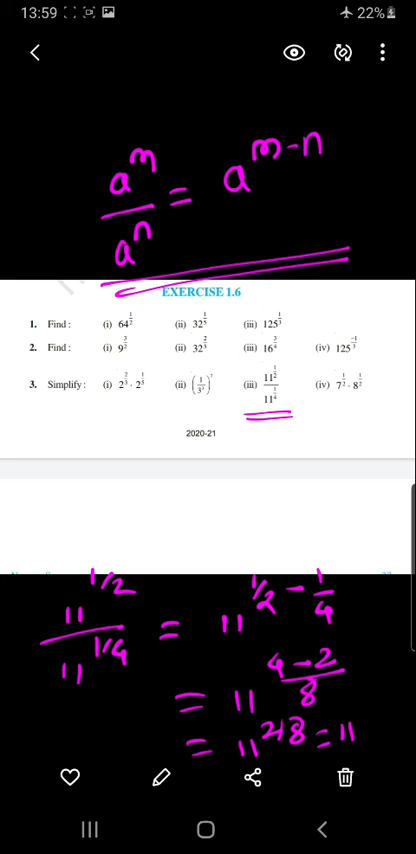 13:59 22%
a^m / a^n = a^(m-n)
EXERCISE 1.6
1. Find : (i) 64^(1/2) (ii) 32^(1/5) (iii) 125^(1/3)
2. Find : (i) 9^(3/2) (ii) 32^(2/5) (iii) 16^(3/4) (iv) 125^(-1/3)
3. Simplify : (i) 2^(2/3) · 2^(1/5) (ii) (1/3^3)^7 (iii) 11^(1/2) / 11^(1/4) (iv) 7^(1/2) · 8^(1/2)
2020-21
11^(1/2) / 11^(1/4) = 11^(1/2 - 1/4)
= 11^((4-2)/8)
= 11^(2/8) = 11